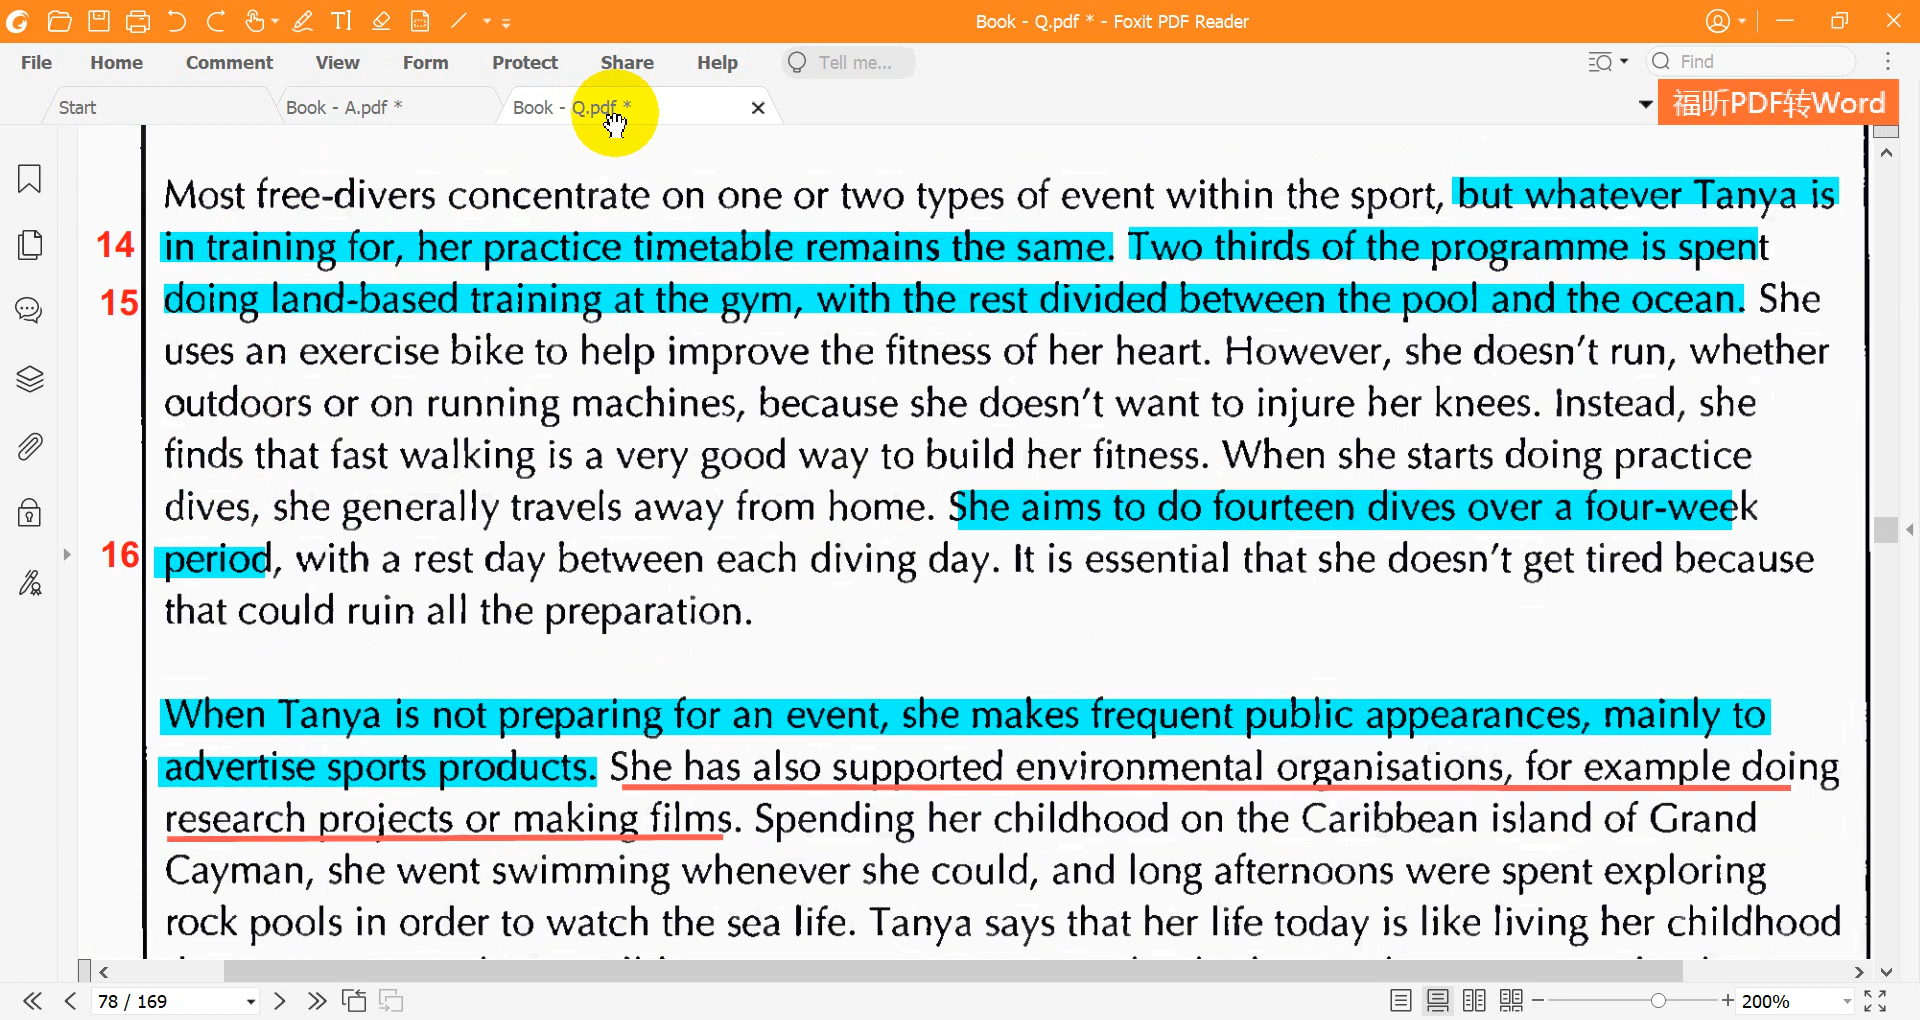 Book - Q.pdf * - Foxit PDF Reader
File Home Comment View Form Protect Share Help Tell me... Find
Start Book - A.pdf * Book - Q.pdf * 福昕PDF转Word
Most free-divers concentrate on one or two types of event within the sport, but whatever Tanya is
14 in training for, her practice timetable remains the same. Two thirds of the programme is spent
15 doing land-based training at the gym, with the rest divided between the pool and the ocean. She
uses an exercise bike to help improve the fitness of her heart. However, she doesn't run, whether
outdoors or on running machines, because she doesn't want to injure her knees. Instead, she
finds that fast walking is a very good way to build her fitness. When she starts doing practice
dives, she generally travels away from home. She aims to do fourteen dives over a four-week
16 period, with a rest day between each diving day. It is essential that she doesn't get tired because
that could ruin all the preparation.
When Tanya is not preparing for an event, she makes frequent public appearances, mainly to
advertise sports products. She has also supported environmental organisations, for example doing
research projects or making films. Spending her childhood on the Caribbean island of Grand
Cayman, she went swimming whenever she could, and long afternoons were spent exploring
rock pools in order to watch the sea life. Tanya says that her life today is like living her childhood
78 / 169 200%